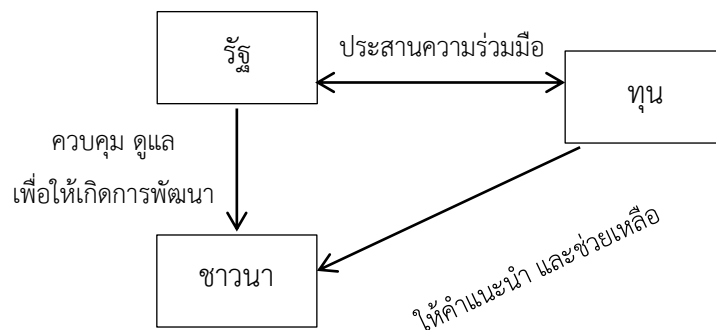 รัฐ
ประสานความร่วมมือ
ทุน
ควบคุม ดูแล
เพื่อให้เกิดการพัฒนา
ชาวนา
ให้คำแนะนำ และช่วยเหลือ